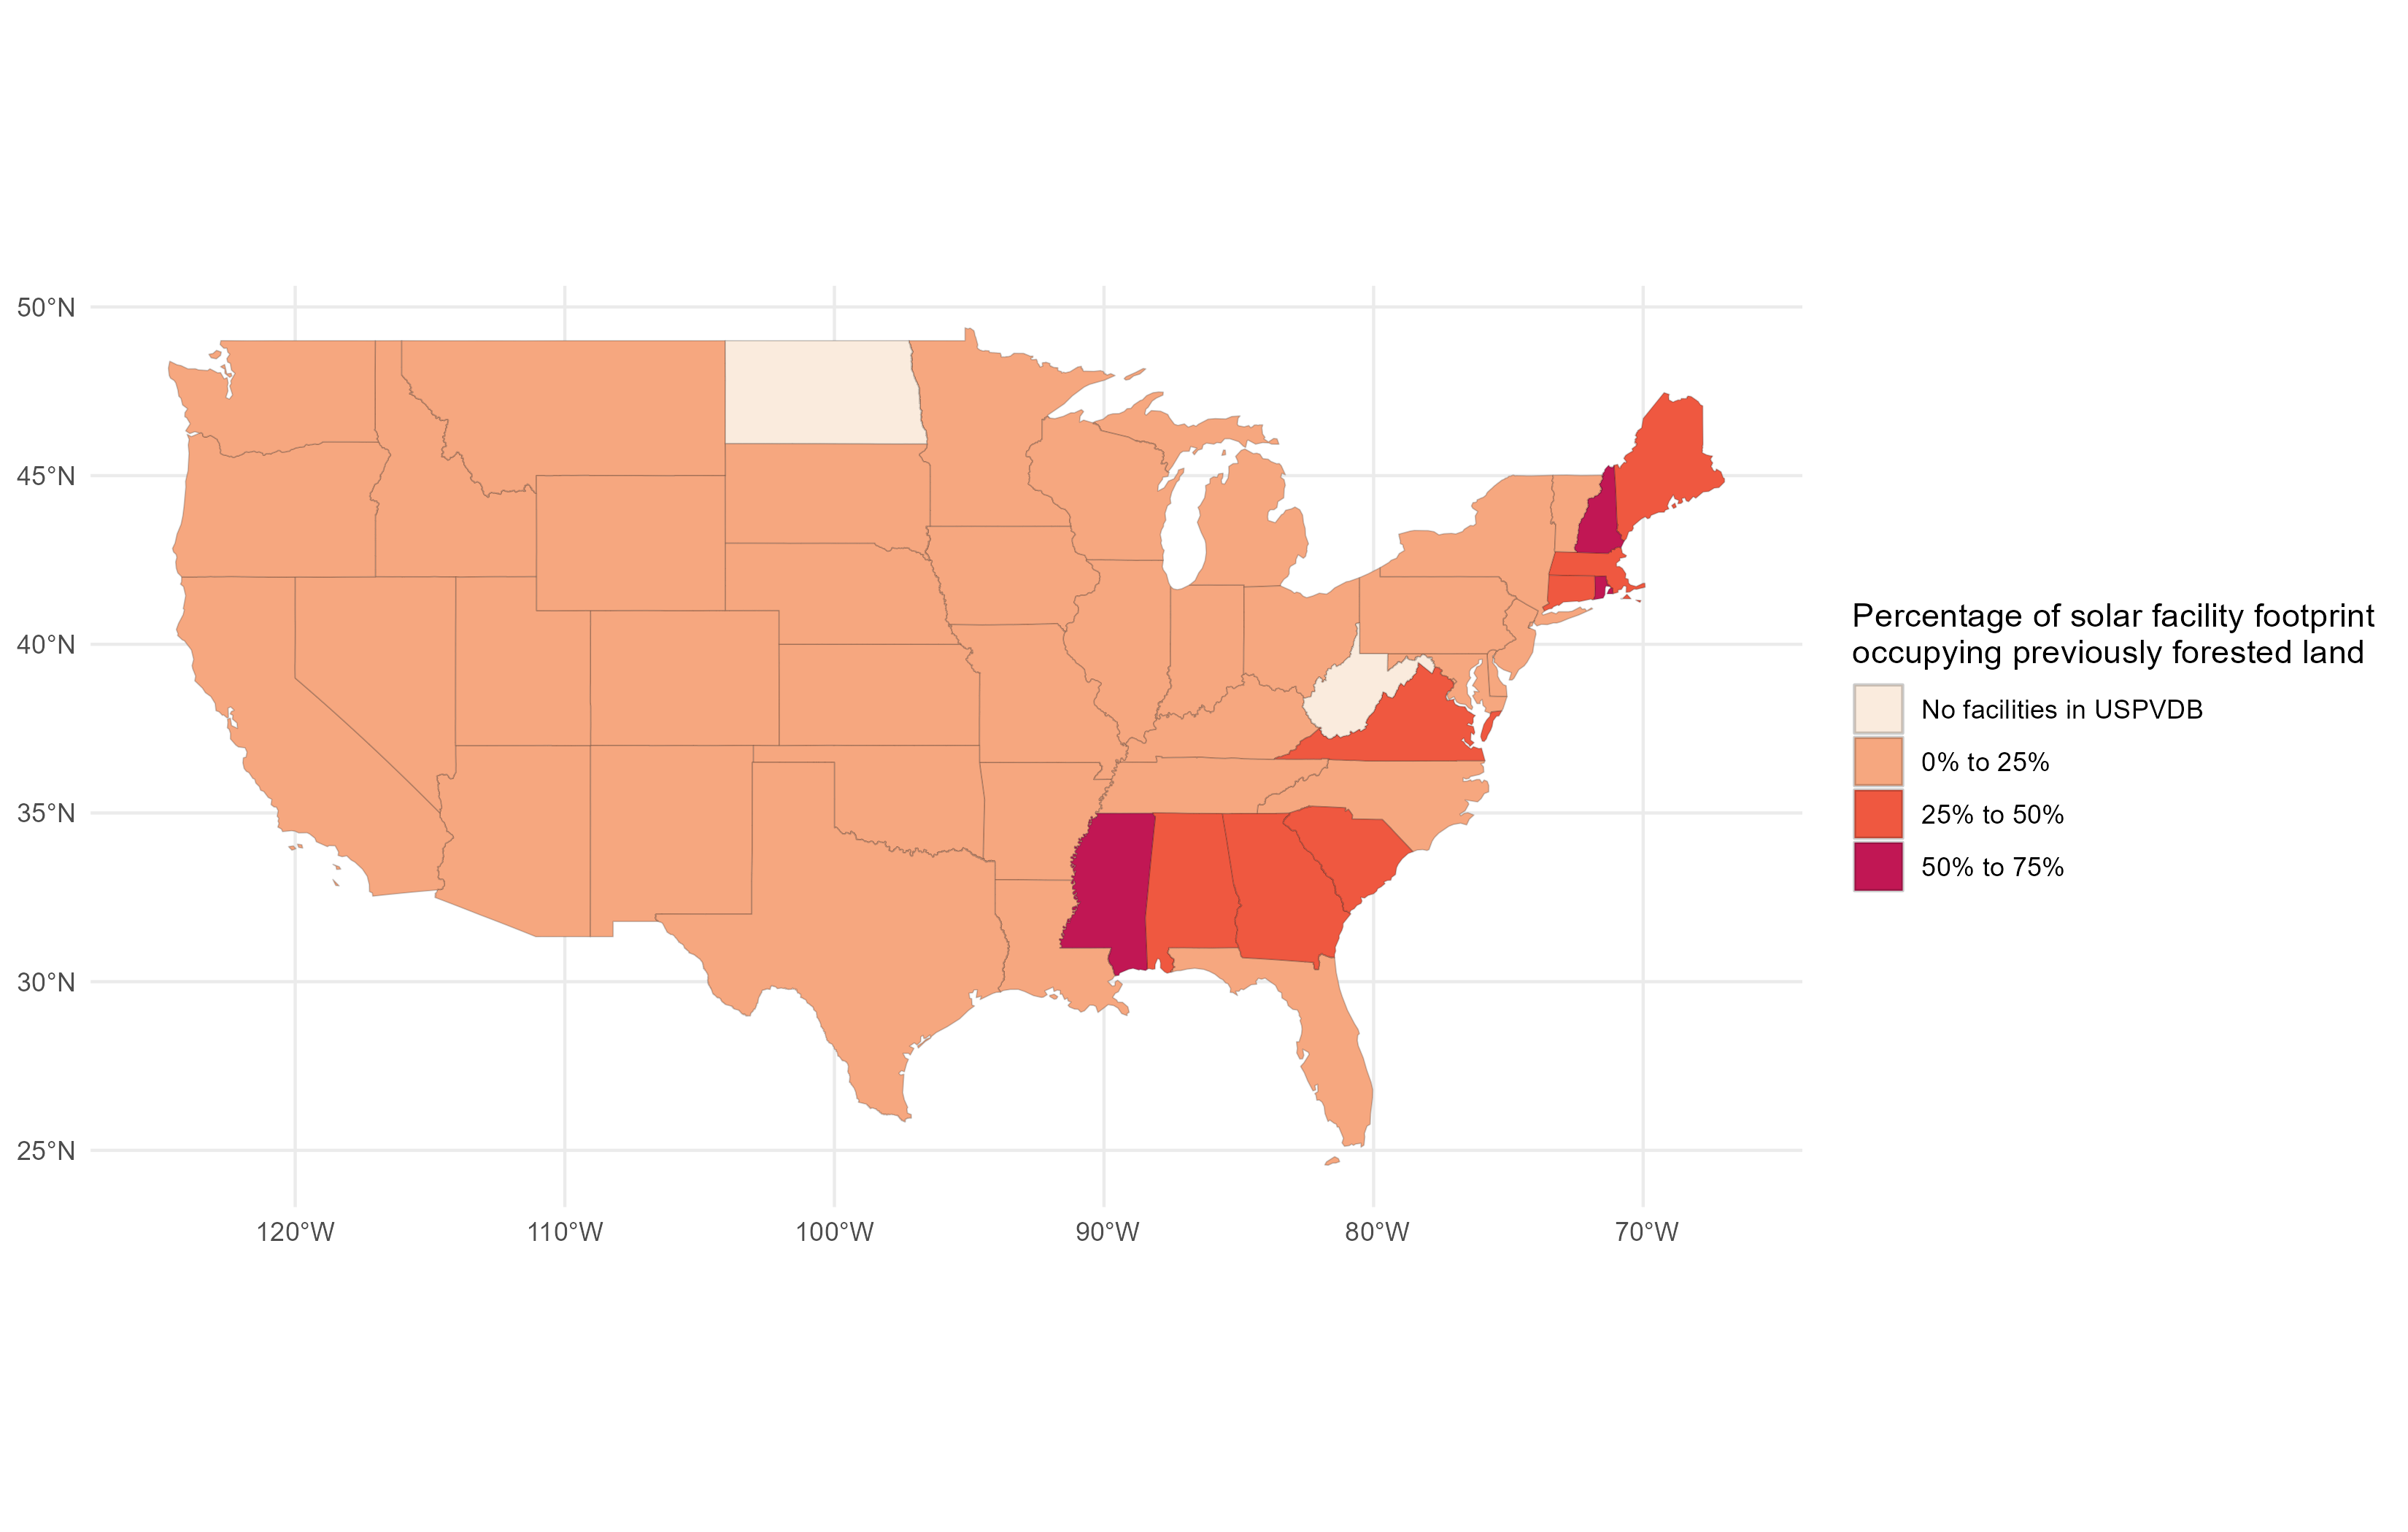 50°N
45°N
40°N
35°N
30°N
25°N
120°W
110°W
100°W
90°W
80°W
70°W
Percentage of solar facility footprint
occupying previously forested land
No facilities in USPVDB
0% to 25%
25% to 50%
50% to 75%